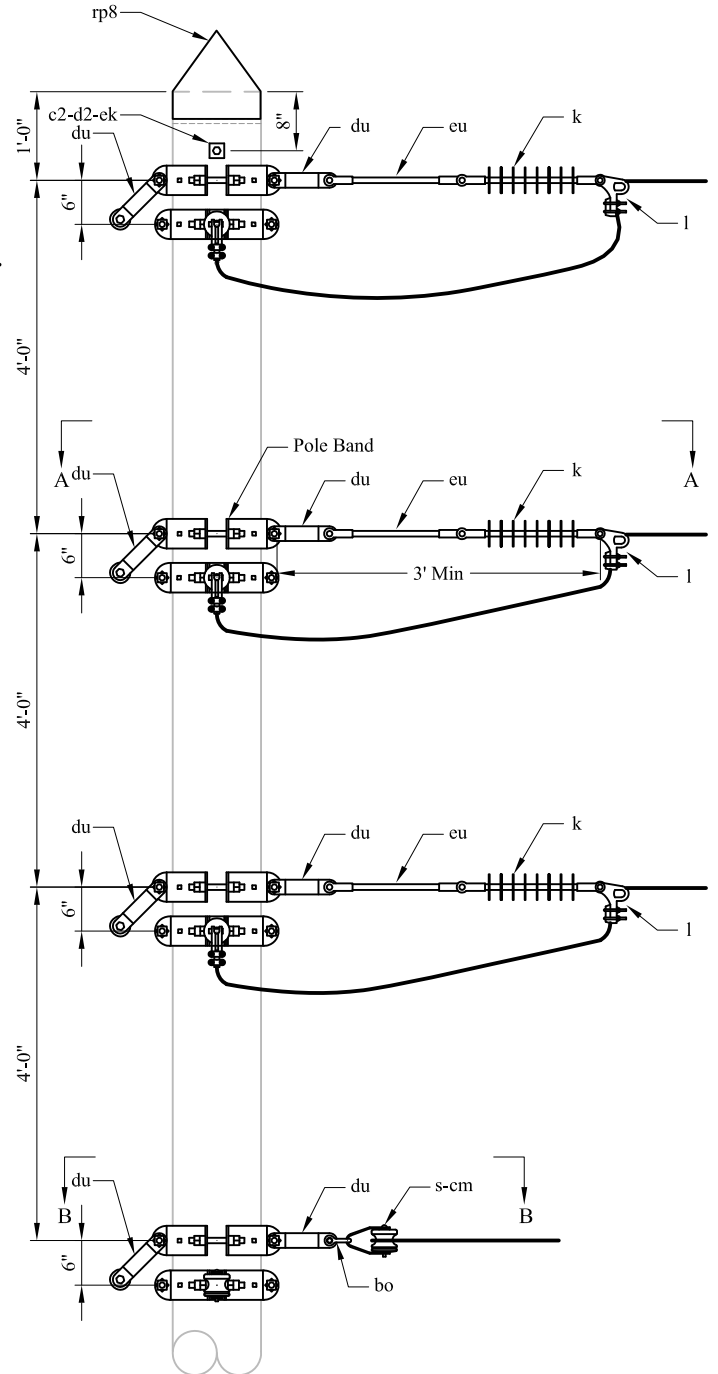 rp8
c2-d2-ek
du
1'-0"
8"
du
eu
k
6"
l
4'-0"
A
du
Pole Band
du
eu
k
A
6"
3' Min
l
4'-0"
du
du
eu
k
6"
l
4'-0"
du
du
s-cm
B
B
6"
bo